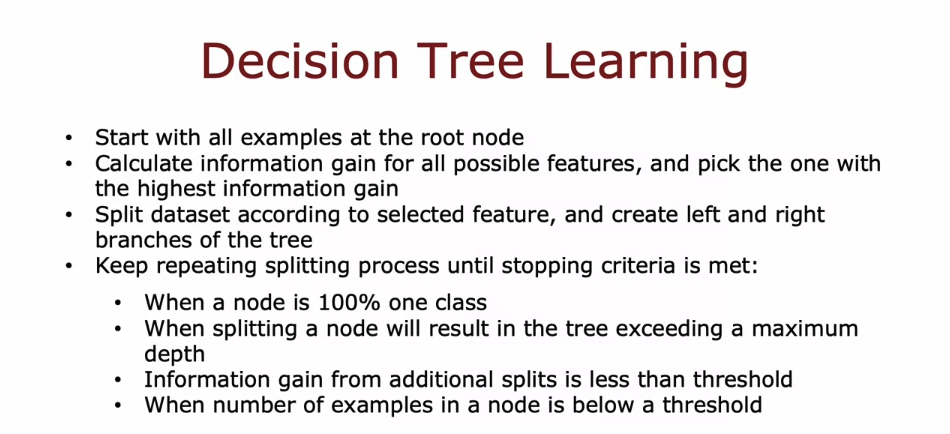 Decision Tree Learning
• Start with all examples at the root node
• Calculate information gain for all possible features, and pick the one with
the highest information gain
• Split dataset according to selected feature, and create left and right
branches of the tree
• Keep repeating splitting process until stopping criteria is met:
• When a node is 100% one class
• When splitting a node will result in the tree exceeding a maximum
depth
• Information gain from additional splits is less than threshold
• When number of examples in a node is below a threshold